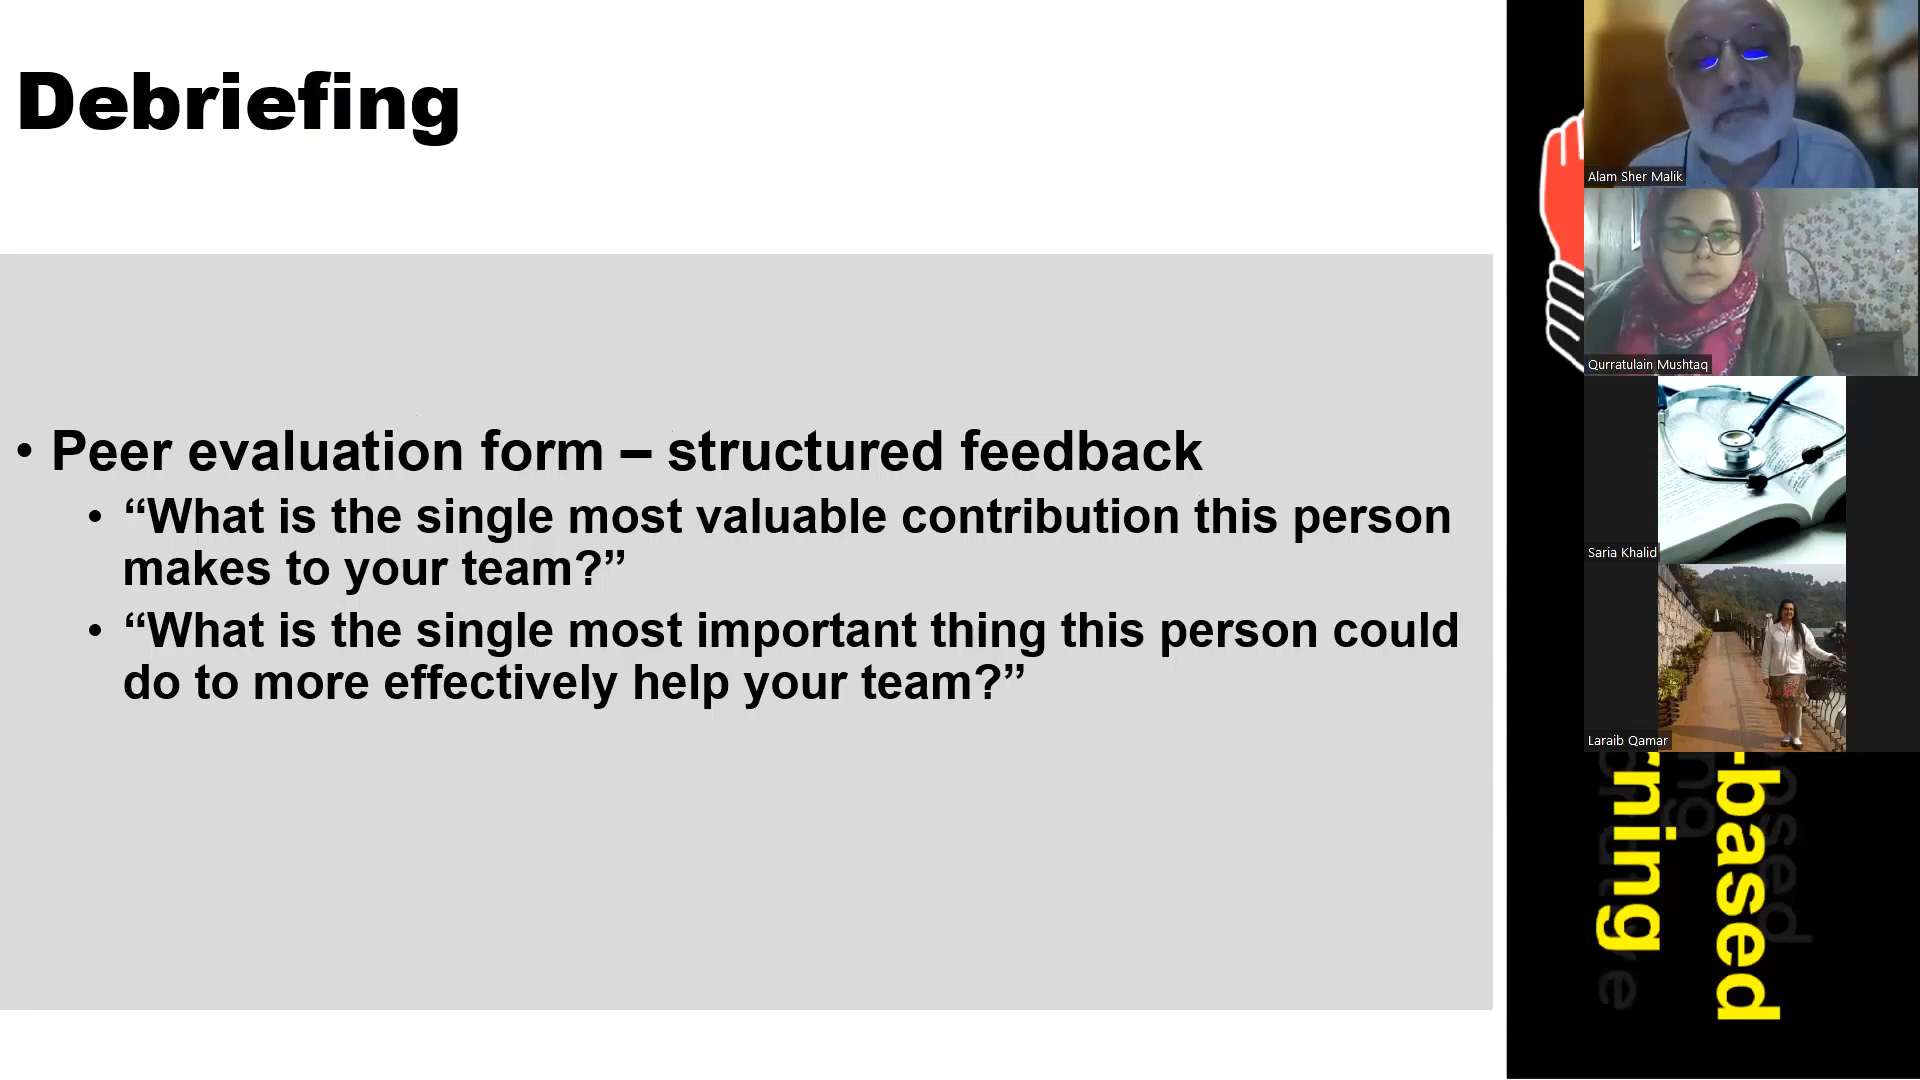 Debriefing
• Peer evaluation form – structured feedback
• “What is the single most valuable contribution this person
makes to your team?”
• “What is the single most important thing this person could
do to more effectively help your team?”
Alam Sher Malik
Qurratulain Mushtaq
Saria Khalid
Laraib Qamar
-based
rning